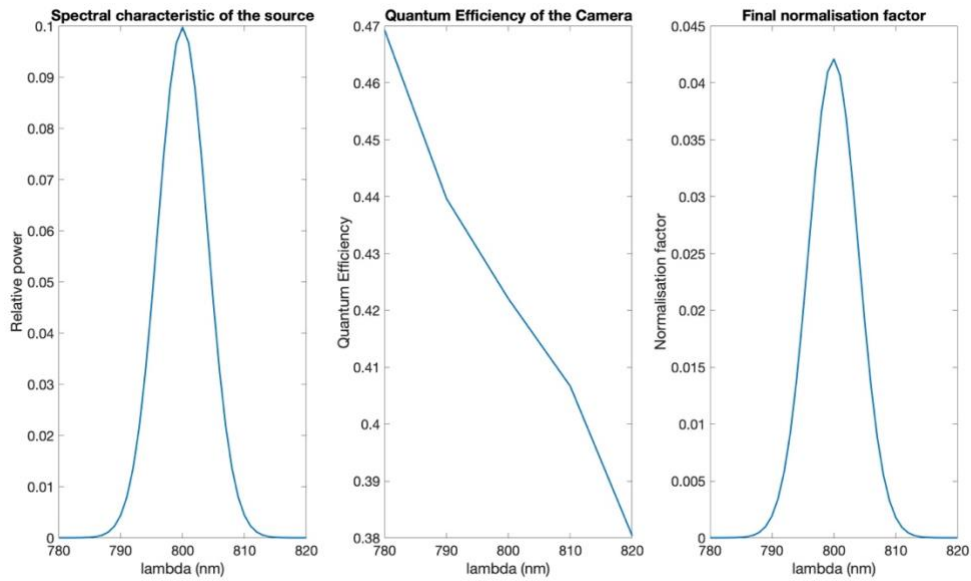 Spectral characteristic of the source
0.1
0.09
0.08
0.07
0.06
0.05
0.04
0.03
0.02
0.01
0
Relative power
780 790 800 810 820
lambda (nm)
Quantum Efficiency of the Camera
0.47
0.46
0.45
0.44
0.43
0.42
0.41
0.4
0.39
0.38
Quantum Efficiency
780 790 800 810 820
lambda (nm)
Final normalisation factor
0.045
0.04
0.035
0.03
0.025
0.02
0.015
0.01
0.005
0
Normalisation factor
780 790 800 810 820
lambda (nm)